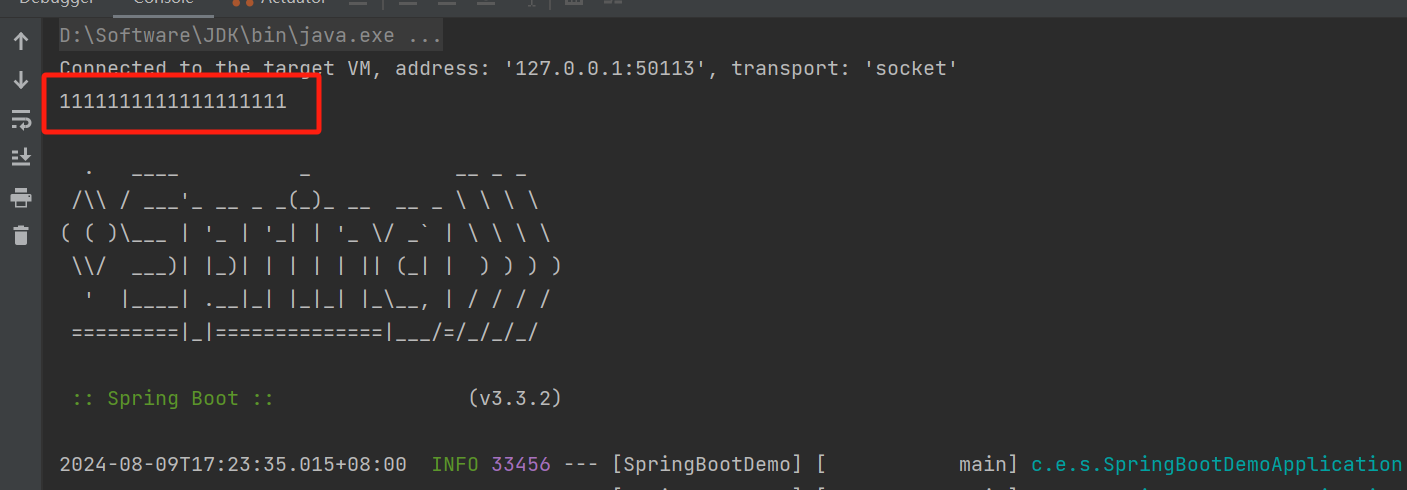 Debugger Console Actuator
D:\Software\JDK\bin\java.exe ...
Connected to the target VM, address: '127.0.0.1:50113', transport: 'socket'
1111111111111111111
  .   ____          _            __ _ _
 /\\ / ___'_ __ _ _(_)_ __  __ _ \ \ \ \
( ( )\___ | '_ | '_| | '_ \/ _` | \ \ \ \
 \\/  ___)| |_)| | | | | || (_| |  ) ) ) )
  '  |____| .__|_| |_|_| |_\__, | / / / /
 =========|_|==============|___/=/_/_/_/
 :: Spring Boot ::                (v3.3.2)
2024-08-09T17:23:35.015+08:00  INFO 33456 --- [SpringBootDemo] [           main] c.e.s.SpringBootDemoApplication